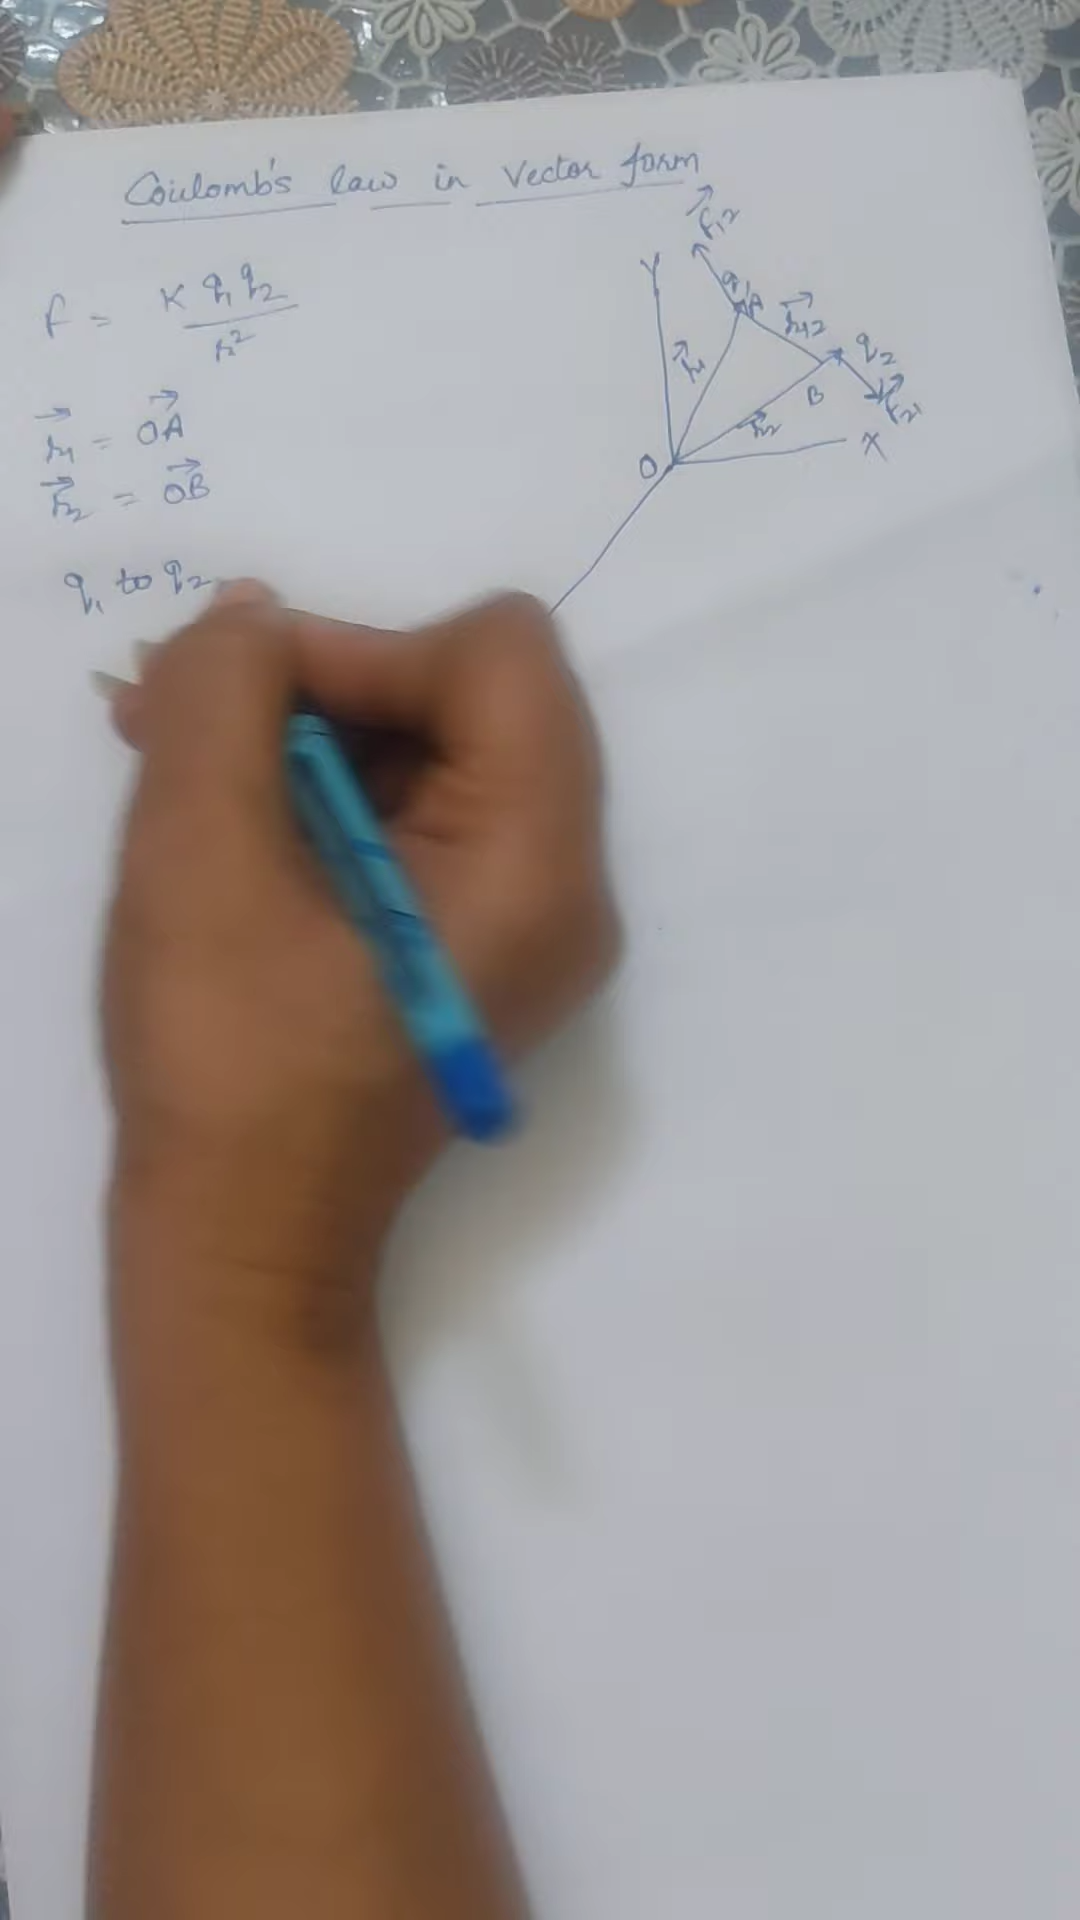 Coulomb's law in vector form
F = K q₁ q₂ / r²
r₁→ = OA→
r₂→ = OB→
q₁ to q₂
F₁₂→
Y
q₁ A
r₁₂→
q₂
r₁→
B
F₂₁→
r₂→
O
X